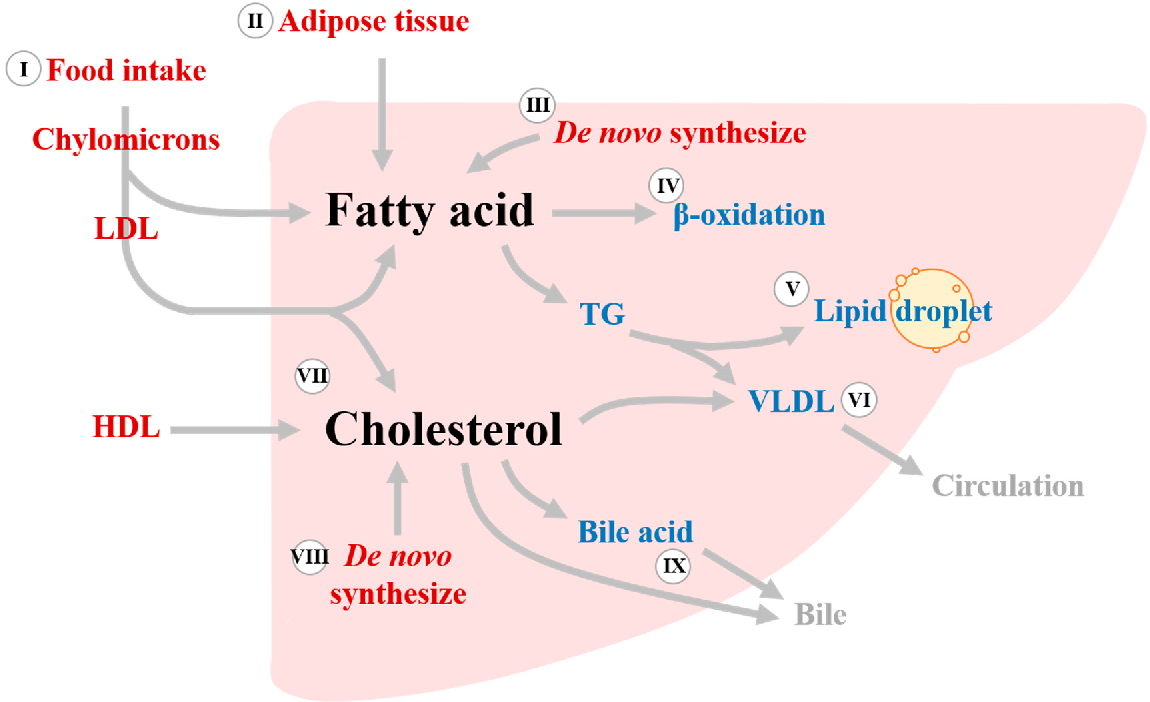 II Adipose tissue
I Food intake
III
De novo synthesize
Chylomicrons
IV
Fatty acid
β-oxidation
LDL
V
TG
Lipid droplet
VII
VLDL VI
HDL
Cholesterol
Circulation
Bile acid
VIII De novo
synthesize
IX
Bile